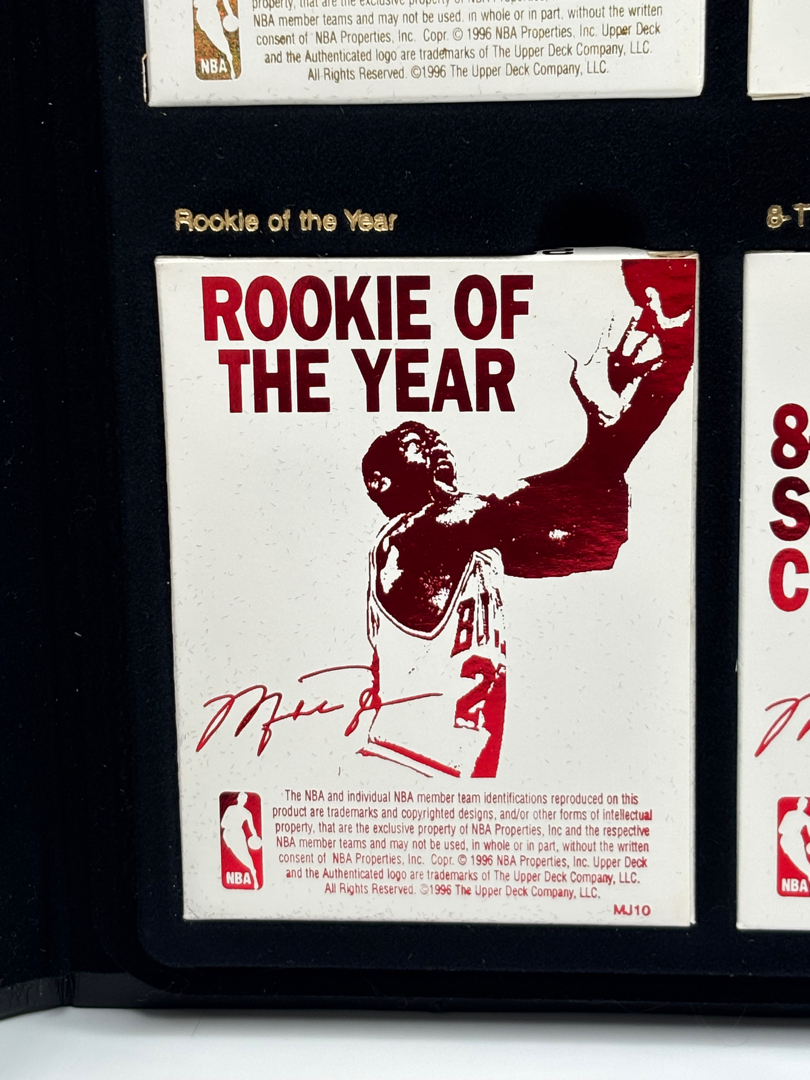 property, that are the exclusive property of NBA Properties, Inc
NBA member teams and may not be used, in whole or in part, without the written
consent of NBA Properties, Inc. Copr. © 1996 NBA Properties, Inc. Upper Deck
and the Authenticated logo are trademarks of The Upper Deck Company, LLC.
All Rights Reserved. ©1996 The Upper Deck Company, LLC.
NBA
Rookie of the Year
8-T
ROOKIE OF
THE YEAR
8
S
C
BULL
2
The NBA and individual NBA member team identifications reproduced on this
product are trademarks and copyrighted designs, and/or other forms of intellectual
property, that are the exclusive property of NBA Properties, Inc and the respective
NBA member teams and may not be used, in whole or in part, without the written
consent of NBA Properties, Inc. Copr. © 1996 NBA Properties, Inc. Upper Deck
and the Authenticated logo are trademarks of The Upper Deck Company, LLC.
All Rights Reserved. ©1996 The Upper Deck Company, LLC.
NBA
MJ10
NBA